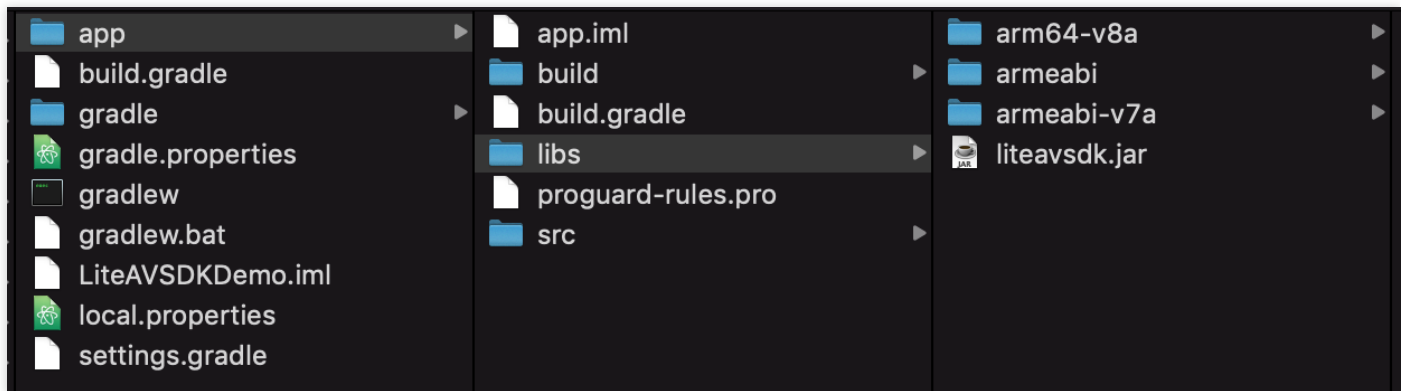 app
build.gradle
gradle
gradle.properties
gradlew
gradlew.bat
LiteAVSDKDemo.iml
local.properties
settings.gradle
app.iml
build
build.gradle
libs
proguard-rules.pro
src
arm64-v8a
armeabi
armeabi-v7a
liteavsdk.jar
JAR